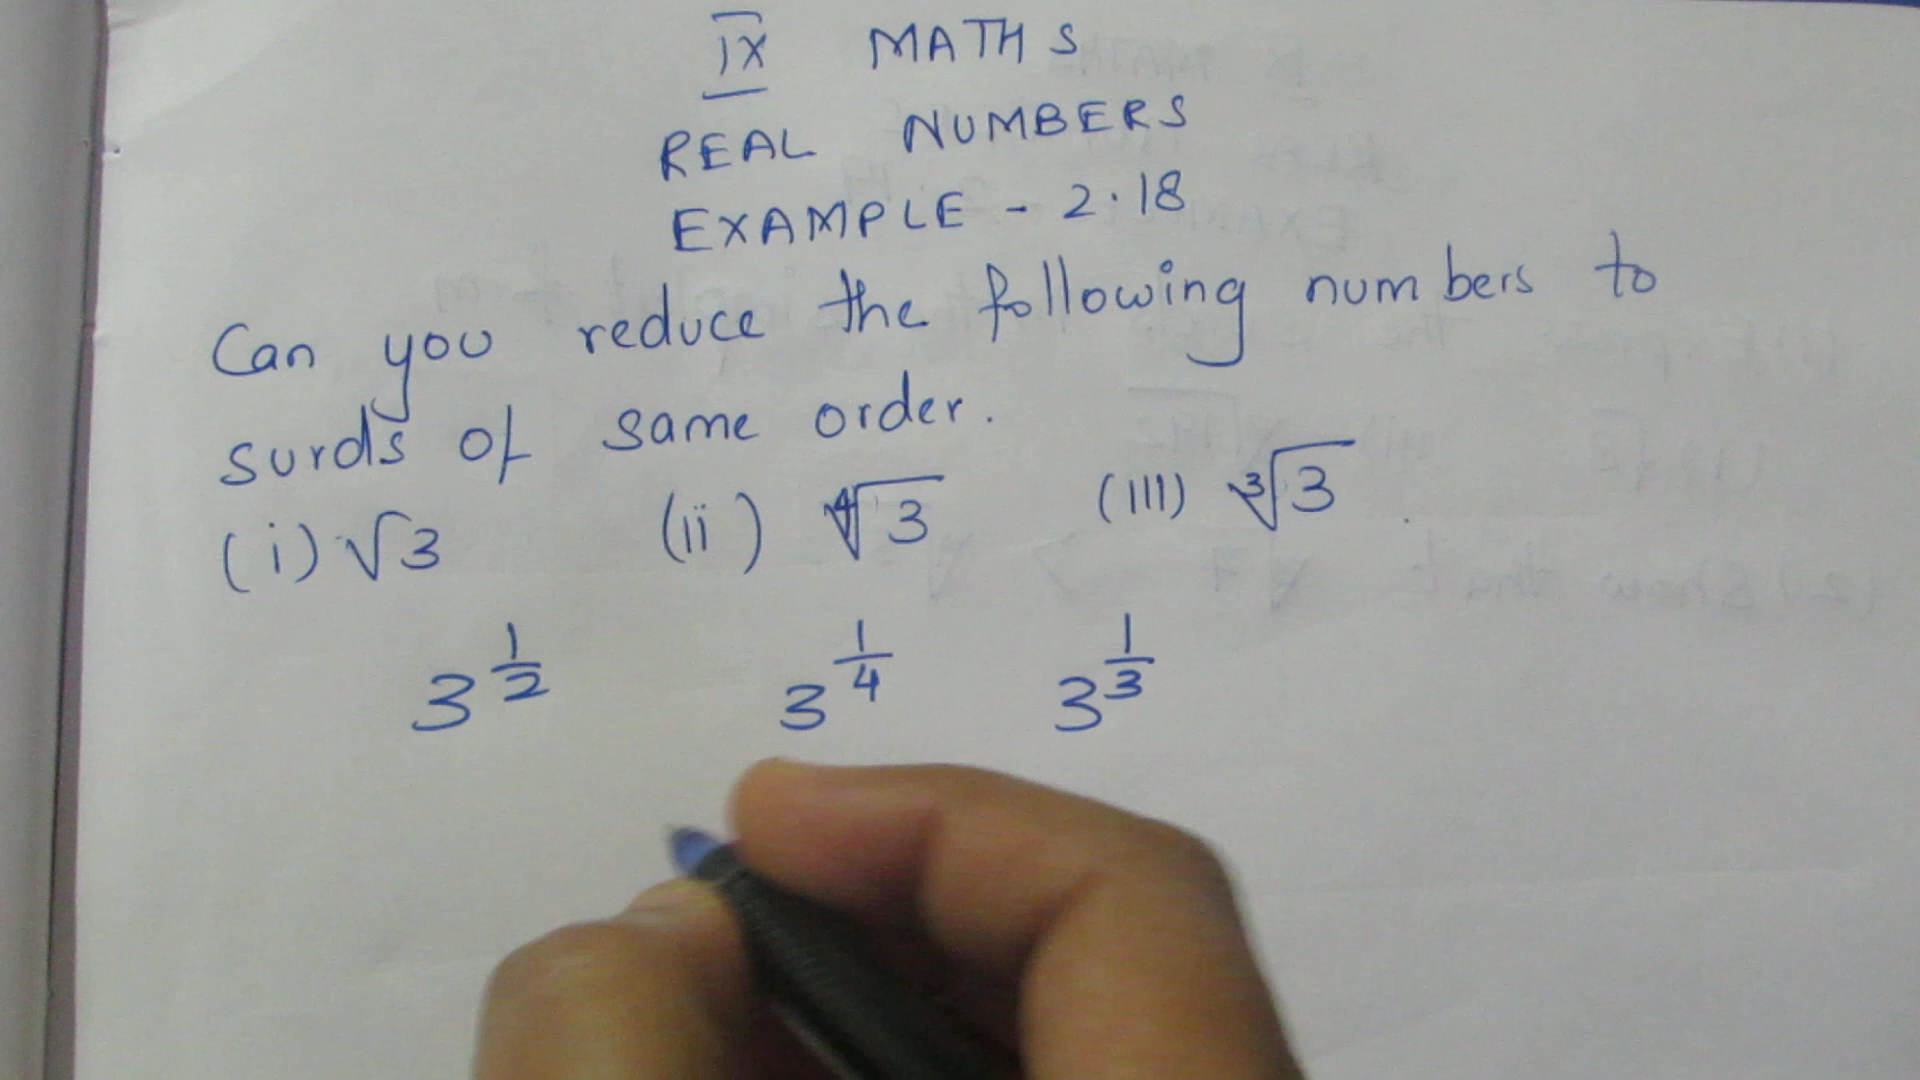 IX MATHS
REAL NUMBERS
EXAMPLE - 2.18
Can you reduce the following numbers to
surds of same order.
(i) √3 (ii) ∜3 (III) ∛3
3^(1/2) 3^(1/4) 3^(1/3)